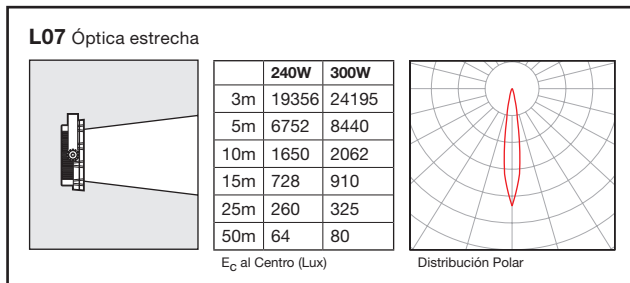 L07 Óptica estrecha
240W 300W
3m 19356 24195
5m 6752 8440
10m 1650 2062
15m 728 910
25m 260 325
50m 64 80
E_C al Centro (Lux)
Distribución Polar